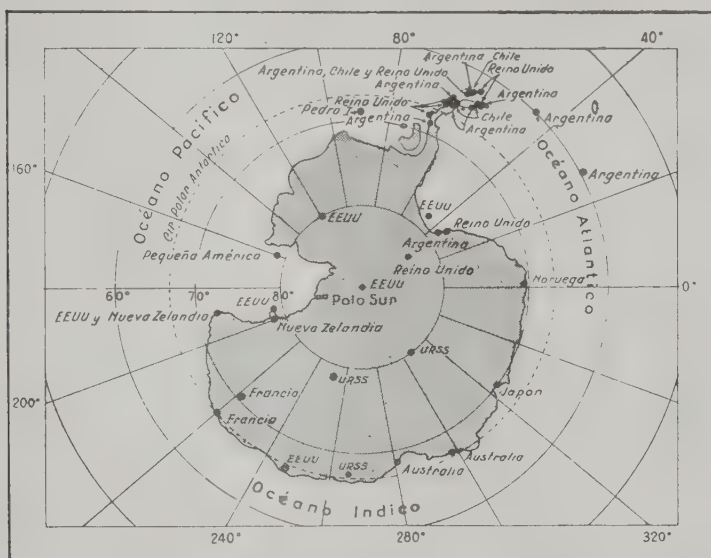 120°
80°
40°
Argentina Chile
Reino Unido
Argentina, Chile y Reino Unido
Argentina
Argentina
Reino Unido
Pedro I
Argentina
Chile
Argentina
Argentina
Argentina
Océano Pacífico
Cir. Polar Antártico
Océano Atlántico
160°
EEUU
EEUU
Reino Unido
Argentina
Pequeña América
Reino Unido
Noruega
EEUU
60°
80°
Polo Sur
0°
EEUU
EEUU y Nueva Zelandia
Nueva Zelandia
URSS
URSS
Francia
Japon
200°
Francia
EEUU
URSS
Australia
Australia
Océano Indico
240°
280°
320°